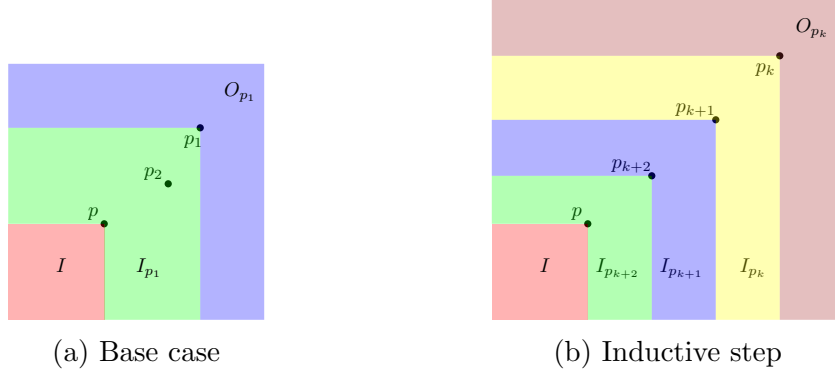 O_{p_1}
p_1
p_2
p
I
I_{p_1}
(a) Base case
O_{p_k}
p_k
p_{k+1}
p_{k+2}
p
I
I_{p_{k+2}}
I_{p_{k+1}}
I_{p_k}
(b) Inductive step